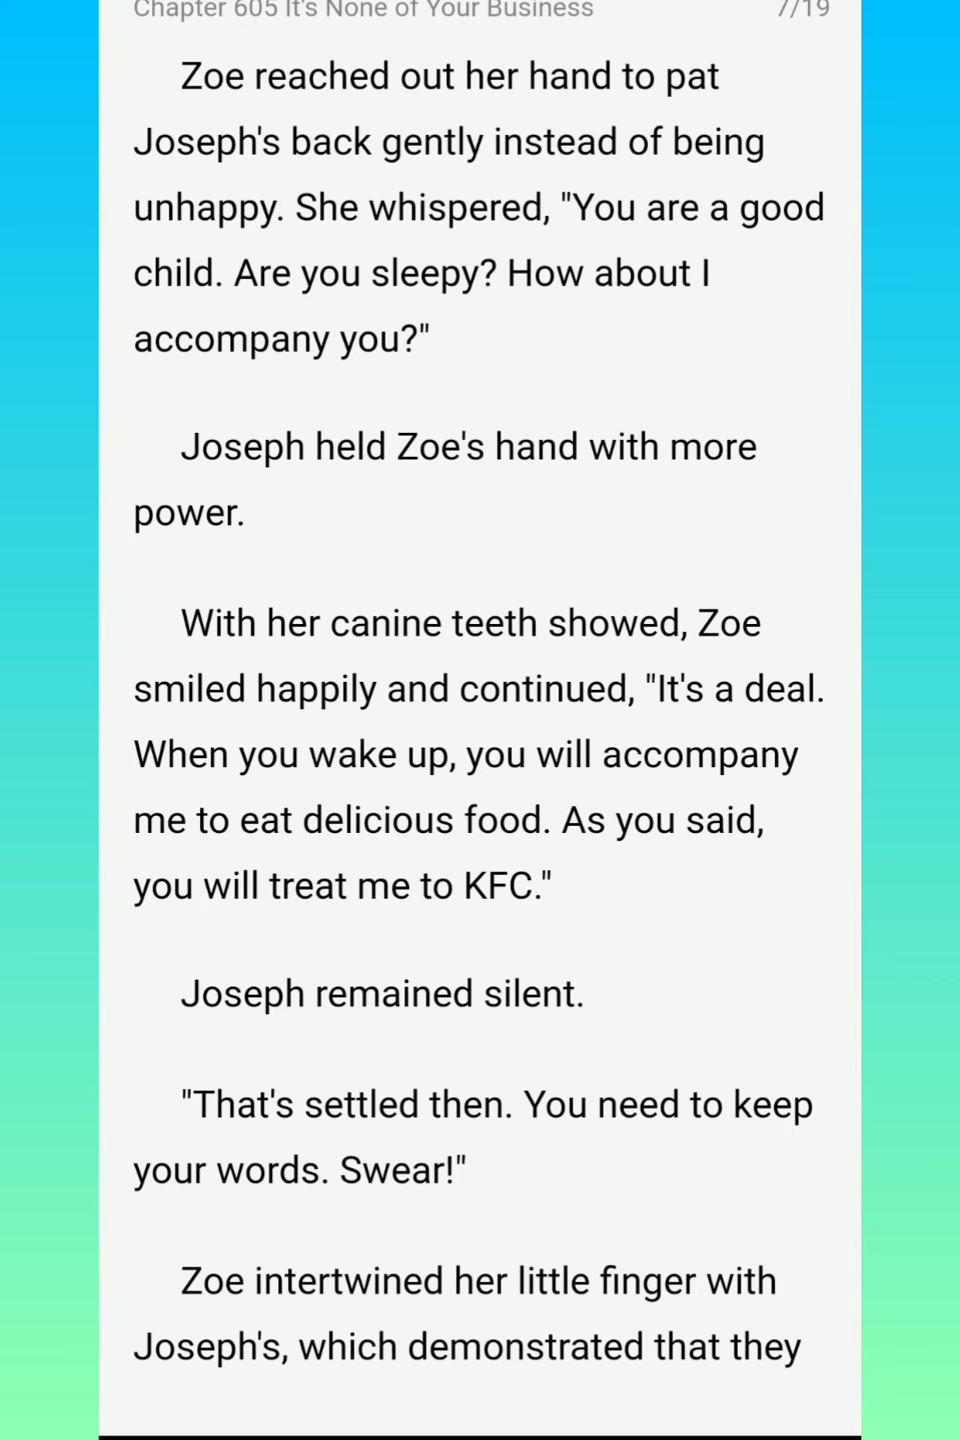 Chapter 605 It's None of Your Business 7/19
Zoe reached out her hand to pat
Joseph's back gently instead of being
unhappy. She whispered, "You are a good
child. Are you sleepy? How about I
accompany you?"
Joseph held Zoe's hand with more
power.
With her canine teeth showed, Zoe
smiled happily and continued, "It's a deal.
When you wake up, you will accompany
me to eat delicious food. As you said,
you will treat me to KFC."
Joseph remained silent.
"That's settled then. You need to keep
your words. Swear!"
Zoe intertwined her little finger with
Joseph's, which demonstrated that they